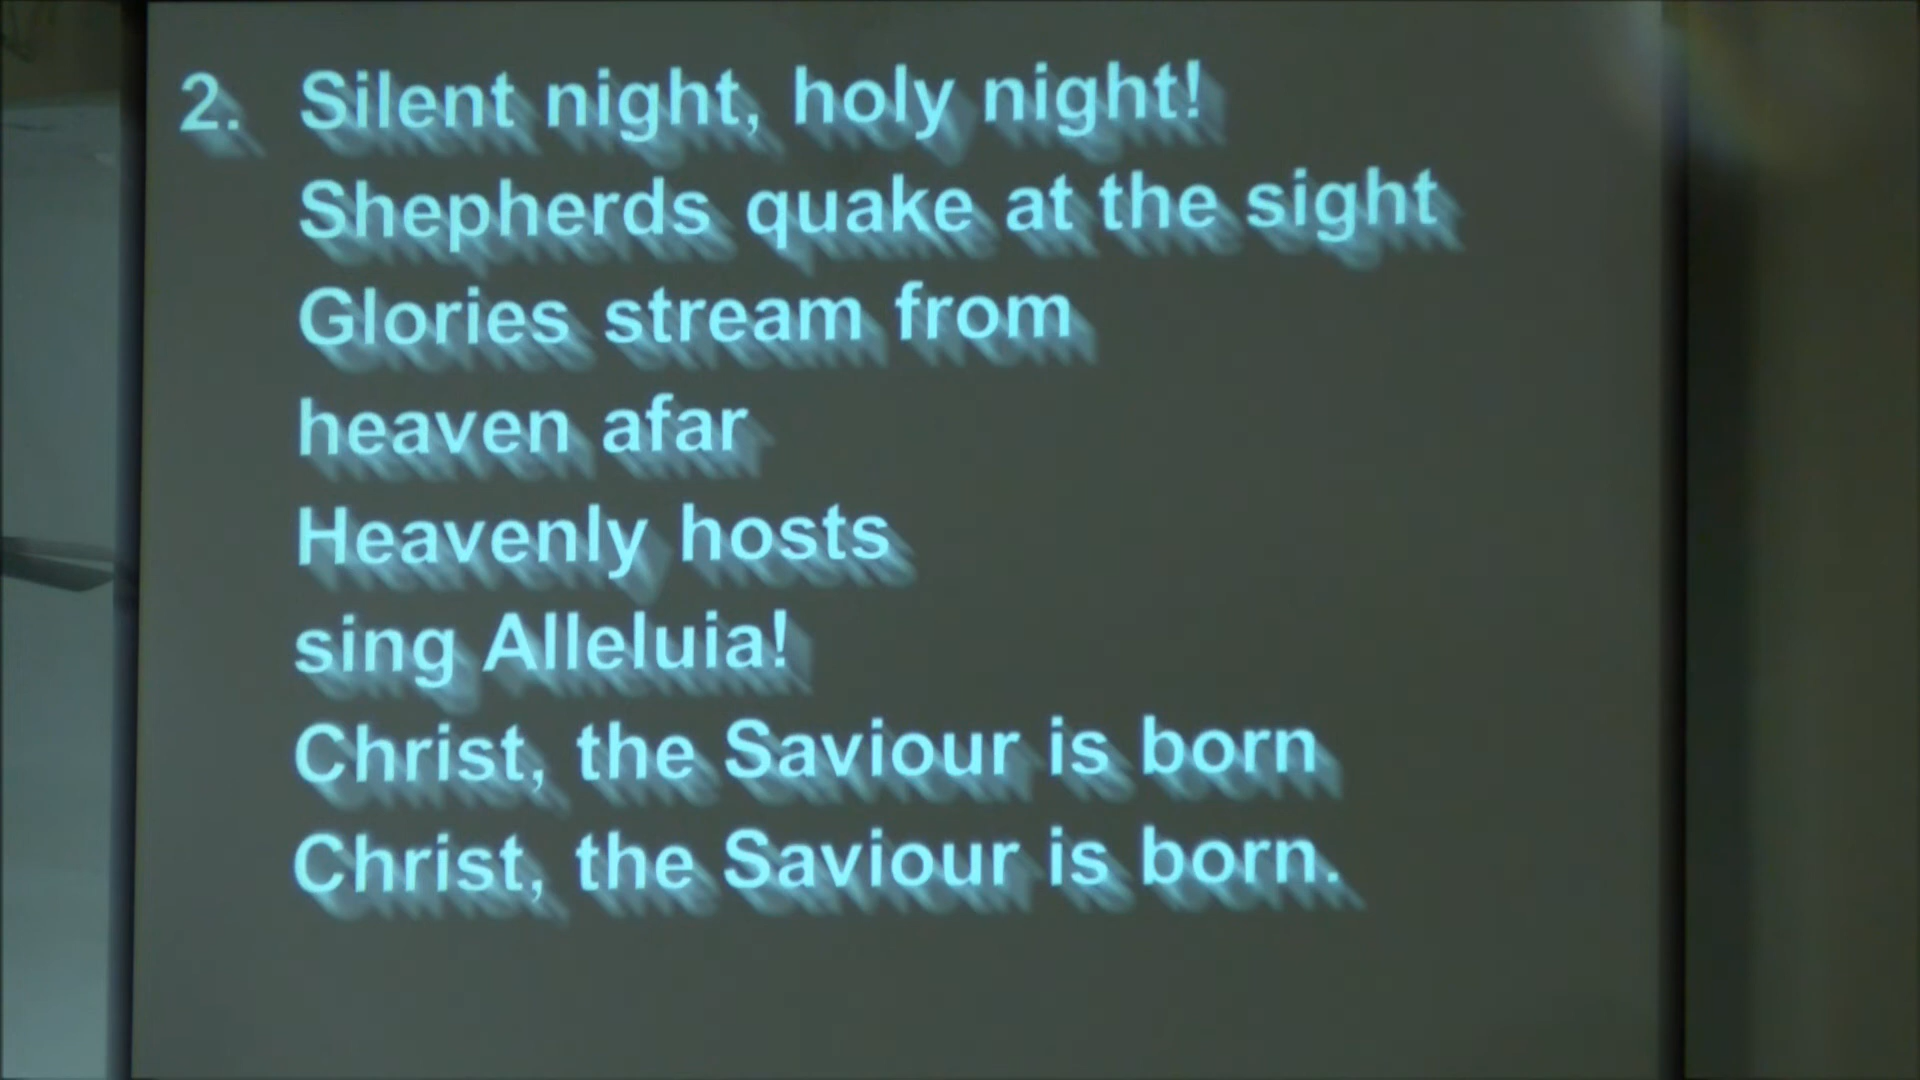 2. Silent night, holy night!
Shepherds quake at the sight
Glories stream from
heaven afar
Heavenly hosts
sing Alleluia!
Christ, the Saviour is born
Christ, the Saviour is born.